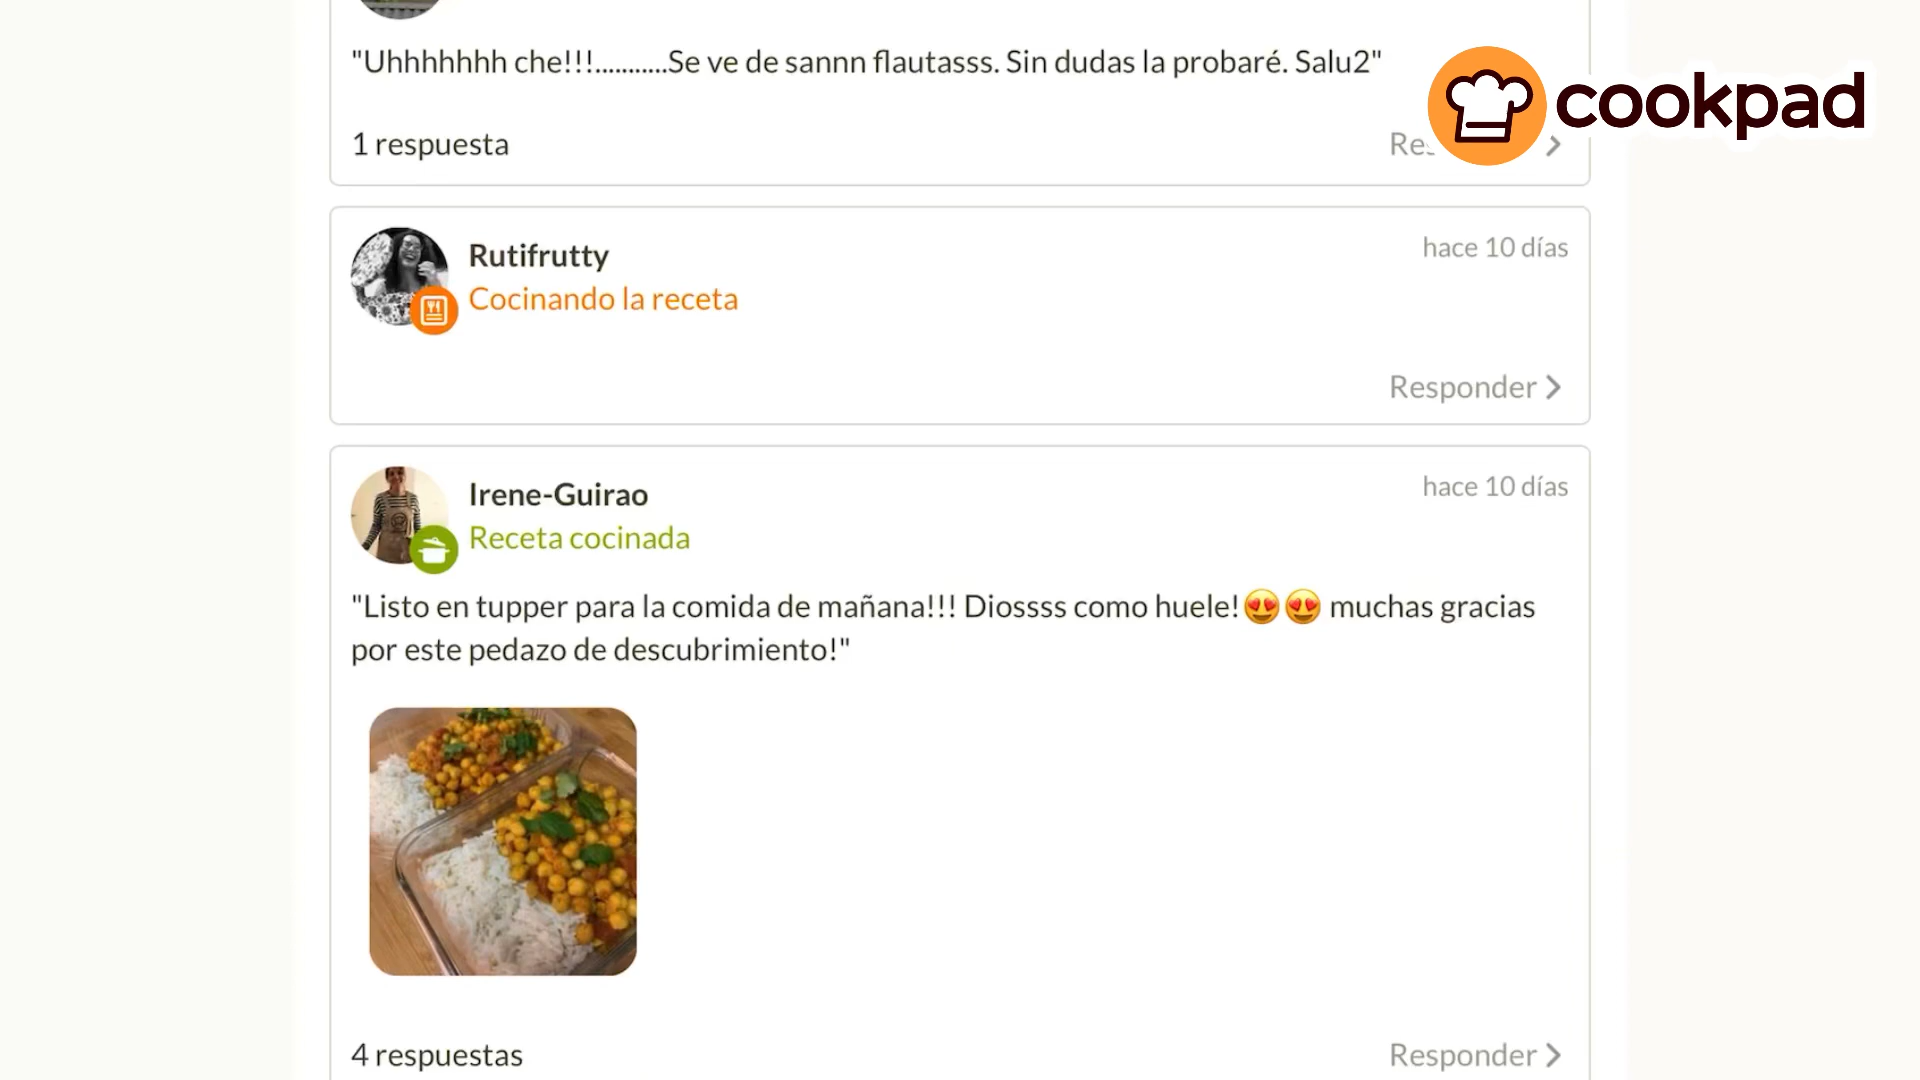 "Uhhhhhhh che!!!...........Se ve de sannn flautasss. Sin dudas la probaré. Salu2"
cookpad
1 respuesta
Rutifrutty
hace 10 días
Cocinando la receta
Responder
Irene-Guirao
hace 10 días
Receta cocinada
"Listo en tupper para la comida de mañana!!! Diossss como huele!😍😍 muchas gracias
por este pedazo de descubrimiento!"
4 respuestas
Responder